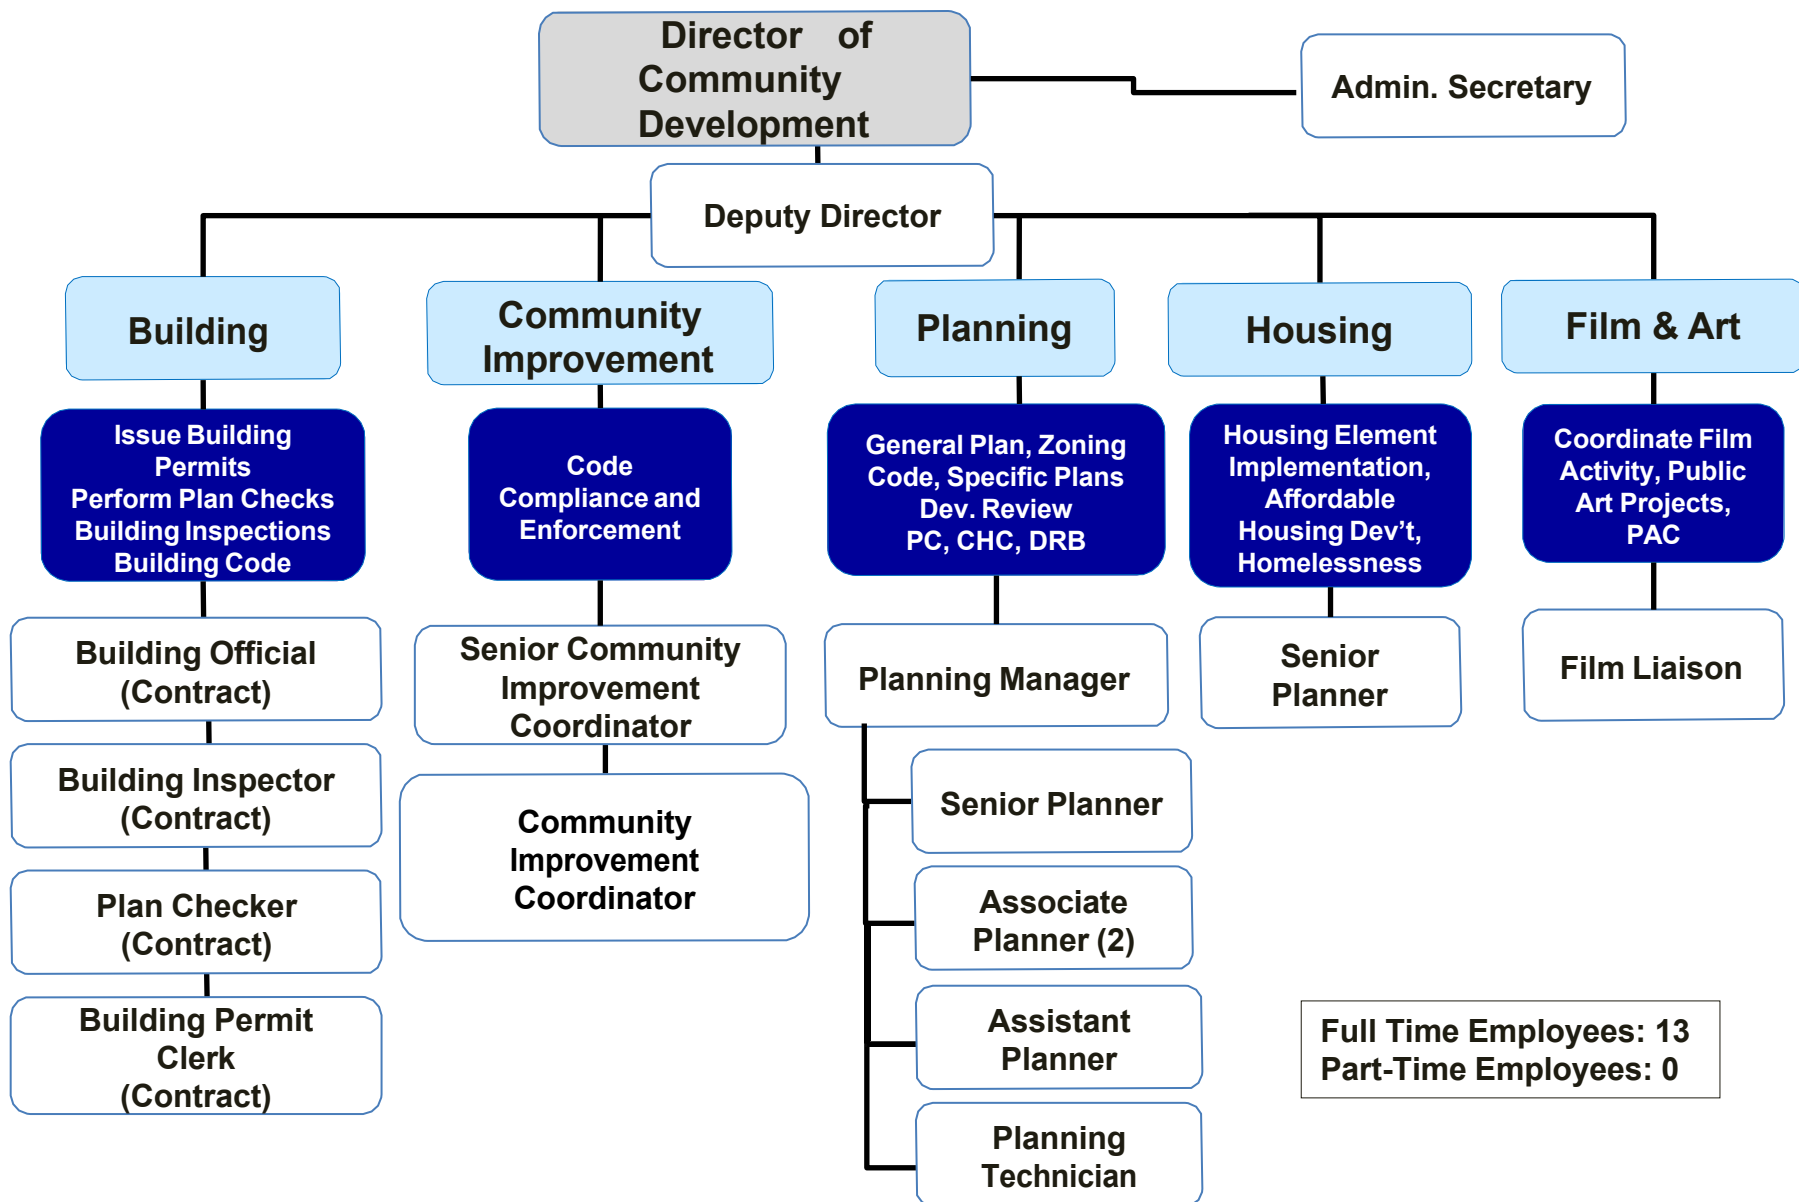 Director of
Community
Development
Admin. Secretary
Deputy Director
Building
Community
Improvement
Planning
Housing
Film & Art
Issue Building
Permits
Perform Plan Checks
Building Inspections
Building Code
Code
Compliance and
Enforcement
General Plan, Zoning
Code, Specific Plans
Dev. Review
PC, CHC, DRB
Housing Element
Implementation,
Affordable
Housing Dev’t,
Homelessness
Coordinate Film
Activity, Public
Art Projects,
PAC
Building Official
(Contract)
Senior Community
Improvement
Coordinator
Planning Manager
Senior
Planner
Film Liaison
Building Inspector
(Contract)
Community
Improvement
Coordinator
Senior Planner
Plan Checker
(Contract)
Associate
Planner (2)
Building Permit
Clerk
(Contract)
Assistant
Planner
Planning
Technician
Full Time Employees: 13
Part-Time Employees: 0